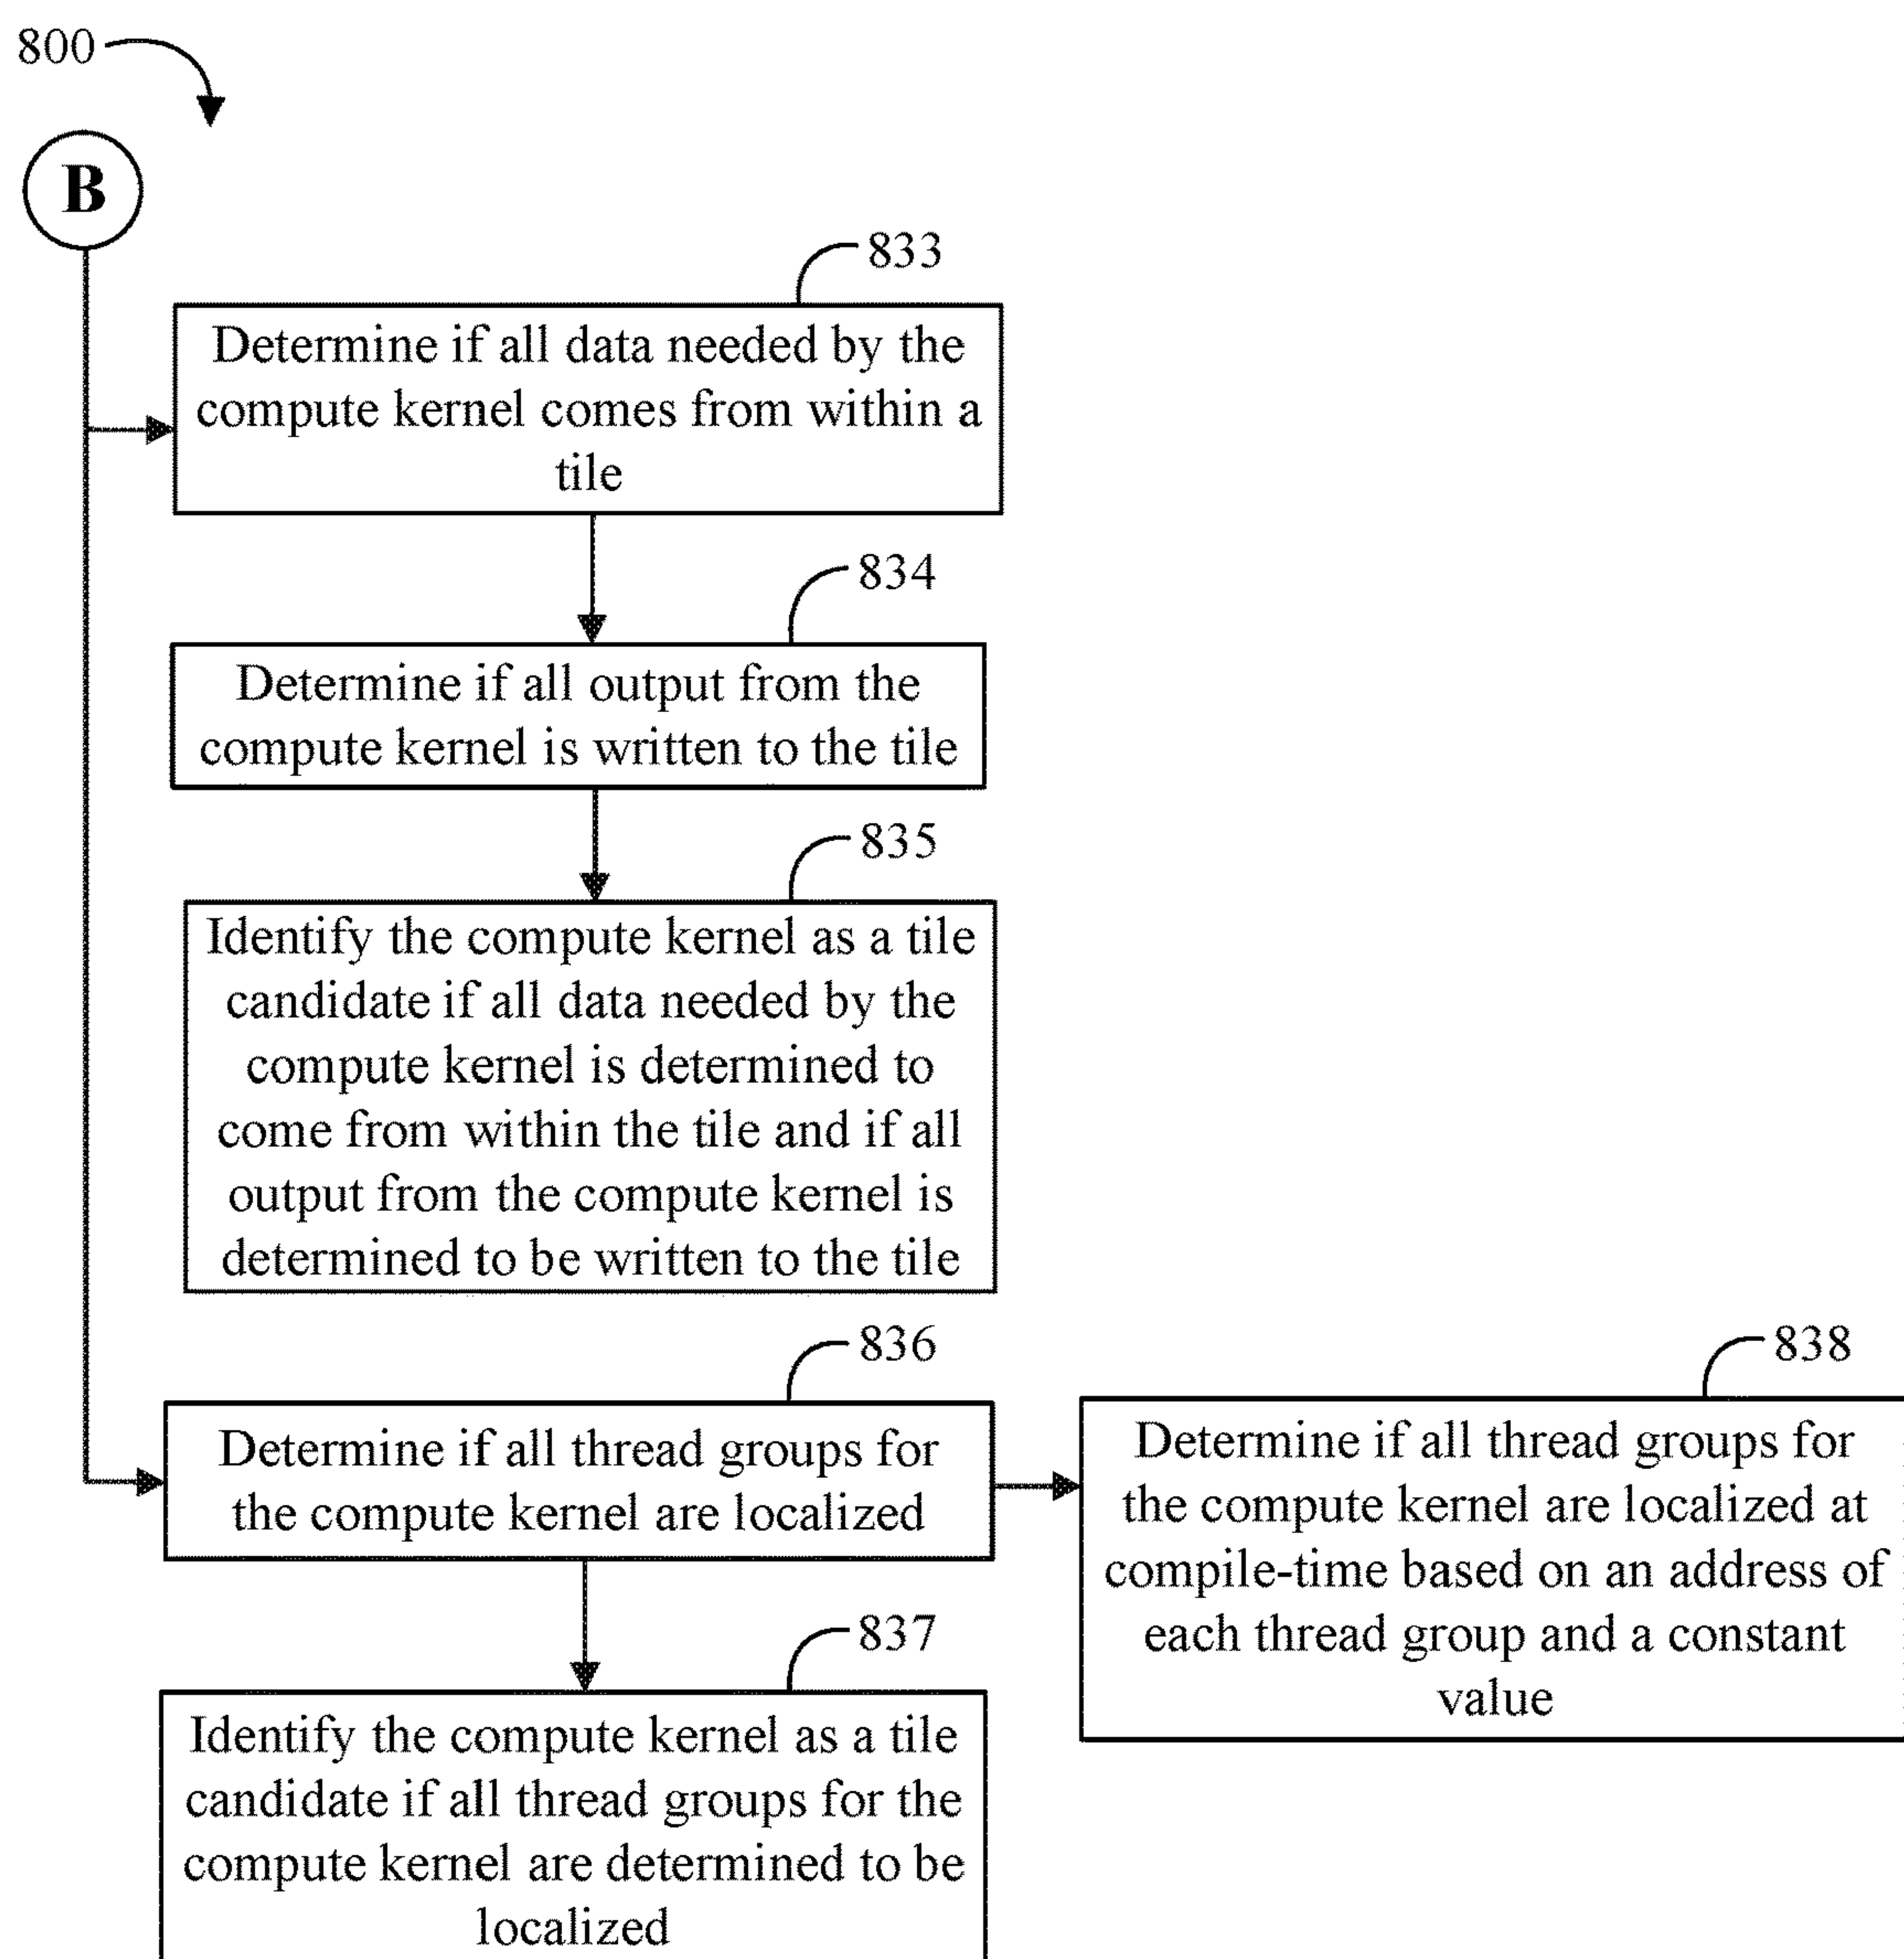 800
B
833
Determine if all data needed by the
compute kernel comes from within a
tile
834
Determine if all output from the
compute kernel is written to the tile
835
Identify the compute kernel as a tile
candidate if all data needed by the
compute kernel is determined to
come from within the tile and if all
output from the compute kernel is
determined to be written to the tile
836
Determine if all thread groups for
the compute kernel are localized
838
Determine if all thread groups for
the compute kernel are localized at
compile-time based on an address of
each thread group and a constant
value
837
Identify the compute kernel as a tile
candidate if all thread groups for the
compute kernel are determined to be
localized